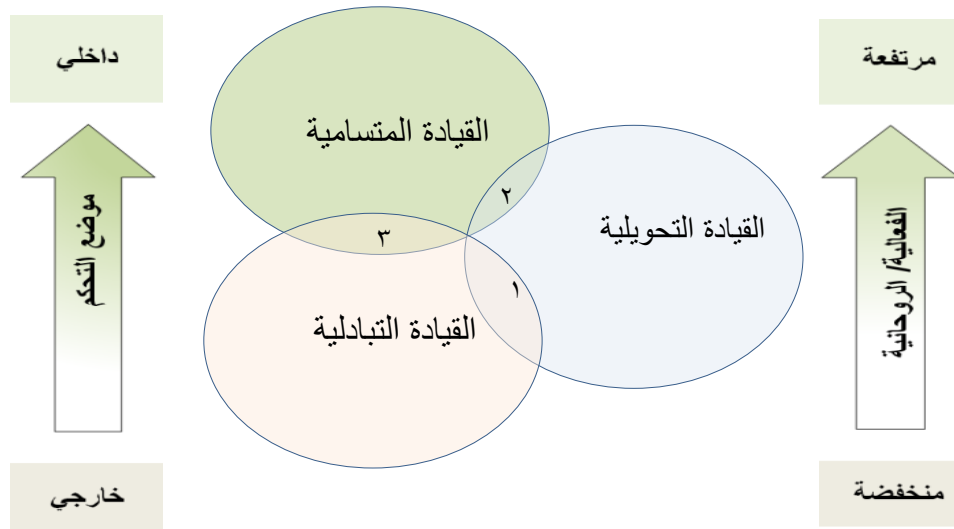 مرتفعة
داخلي
القيادة المتسامية
٢
القيادة التحويلية
الفعالية/ الروحانية
موضع التحكم
٣
١
القيادة التبادلية
منخفضة
خارجي